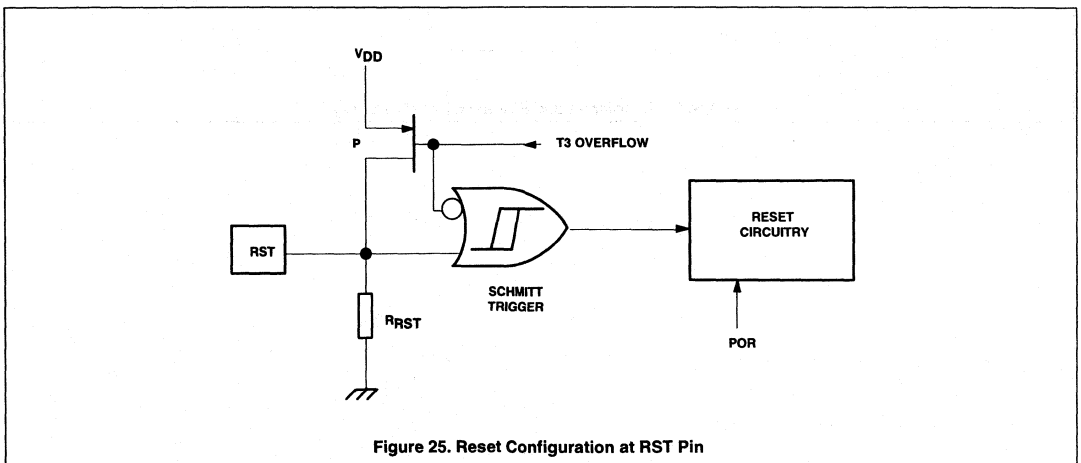 VDD
P
T3 OVERFLOW
RST
RRST
SCHMITT
TRIGGER
RESET
CIRCUITRY
POR
Figure 25. Reset Configuration at RST Pin